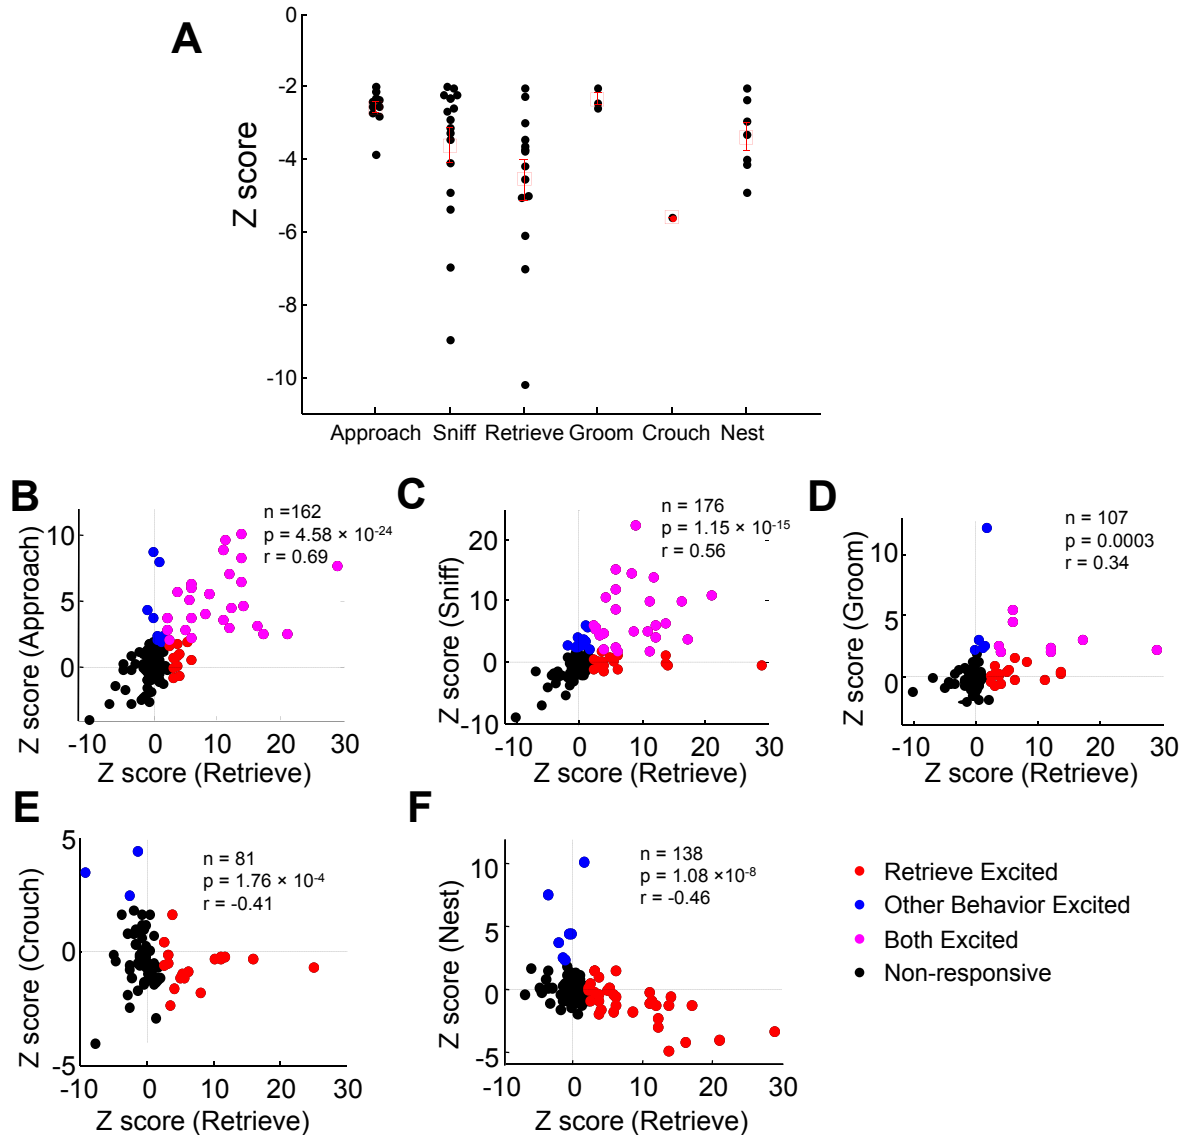 A
Z score
0
-2
-4
-6
-8
-10
Approach Sniff Retrieve Groom Crouch Nest
B
Z score (Approach)
10
5
0
n =162
p = 4.58 × 10-24
r = 0.69
-10 0 10 20 30
Z score (Retrieve)
C
Z score (Sniff)
20
10
0
-10
n = 176
p = 1.15 × 10-15
r = 0.56
-10 0 10 20 30
Z score (Retrieve)
D
Z score (Groom)
10
5
0
n = 107
p = 0.0003
r = 0.34
-10 0 10 20 30
Z score (Retrieve)
E
Z score (Crouch)
5
0
-5
n = 81
p = 1.76 × 10-4
r = -0.41
-10 0 10 20 30
Z score (Retrieve)
F
Z score (Nest)
10
5
0
-5
n = 138
p = 1.08 ×10-8
r = -0.46
-10 0 10 20 30
Z score (Retrieve)
Retrieve Excited
Other Behavior Excited
Both Excited
Non-responsive